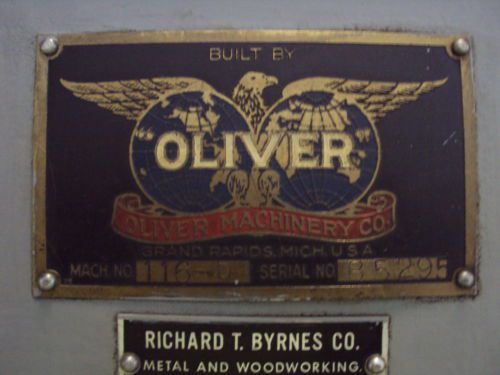 BUILT BY
"OLIVER"
OLIVER MACHINERY CO.
GRAND RAPIDS, MICH. U.S.A
MACH. NO. SERIAL NO 85295
RICHARD T. BYRNES CO.
METAL AND WOODWORKING.